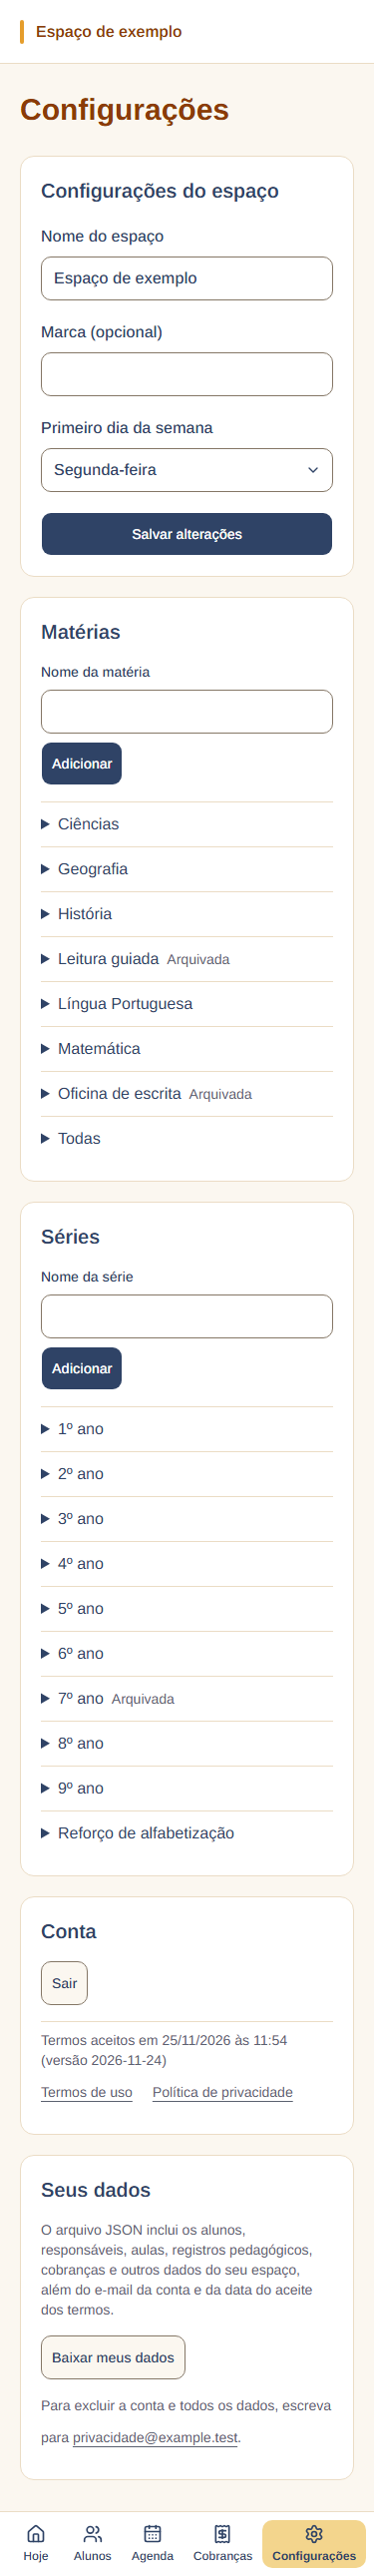 Espaço de exemplo
Configurações
Configurações do espaço
Nome do espaço
Espaço de exemplo
Marca (opcional)
Primeiro dia da semana
Segunda-feira
Salvar alterações
Matérias
Nome da matéria
Adicionar
Ciências
Geografia
História
Leitura guiada Arquivada
Língua Portuguesa
Matemática
Oficina de escrita Arquivada
Todas
Séries
Nome da série
Adicionar
1º ano
2º ano
3º ano
4º ano
5º ano
6º ano
7º ano Arquivada
8º ano
9º ano
Reforço de alfabetização
Conta
Sair
Termos aceitos em 25/11/2026 às 11:54
(versão 2026-11-24)
Termos de uso Política de privacidade
Seus dados
O arquivo JSON inclui os alunos,
responsáveis, aulas, registros pedagógicos,
cobranças e outros dados do seu espaço,
além do e-mail da conta e da data do aceite
dos termos.
Baixar meus dados
Para excluir a conta e todos os dados, escreva
para privacidade@example.test.
Hoje Alunos Agenda Cobranças Configurações